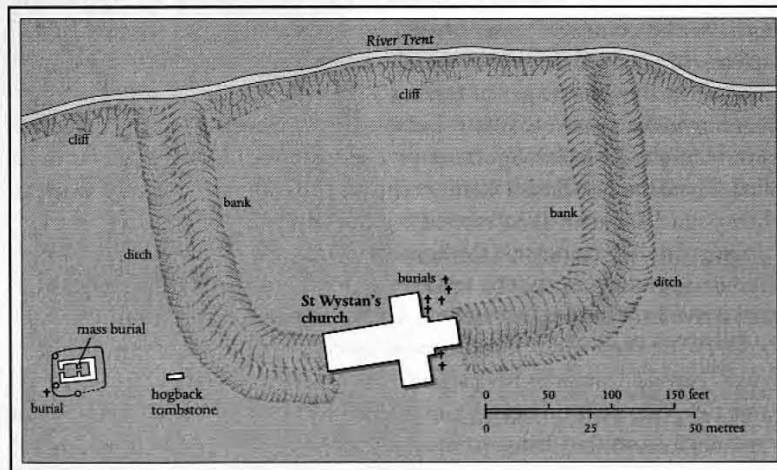 River Trent
cliff
cliff
bank
bank
ditch
ditch
burials
St Wystan's
church
mass burial
burial
hogback
tombstone
0 50 100 150 feet
0 25 50 metres